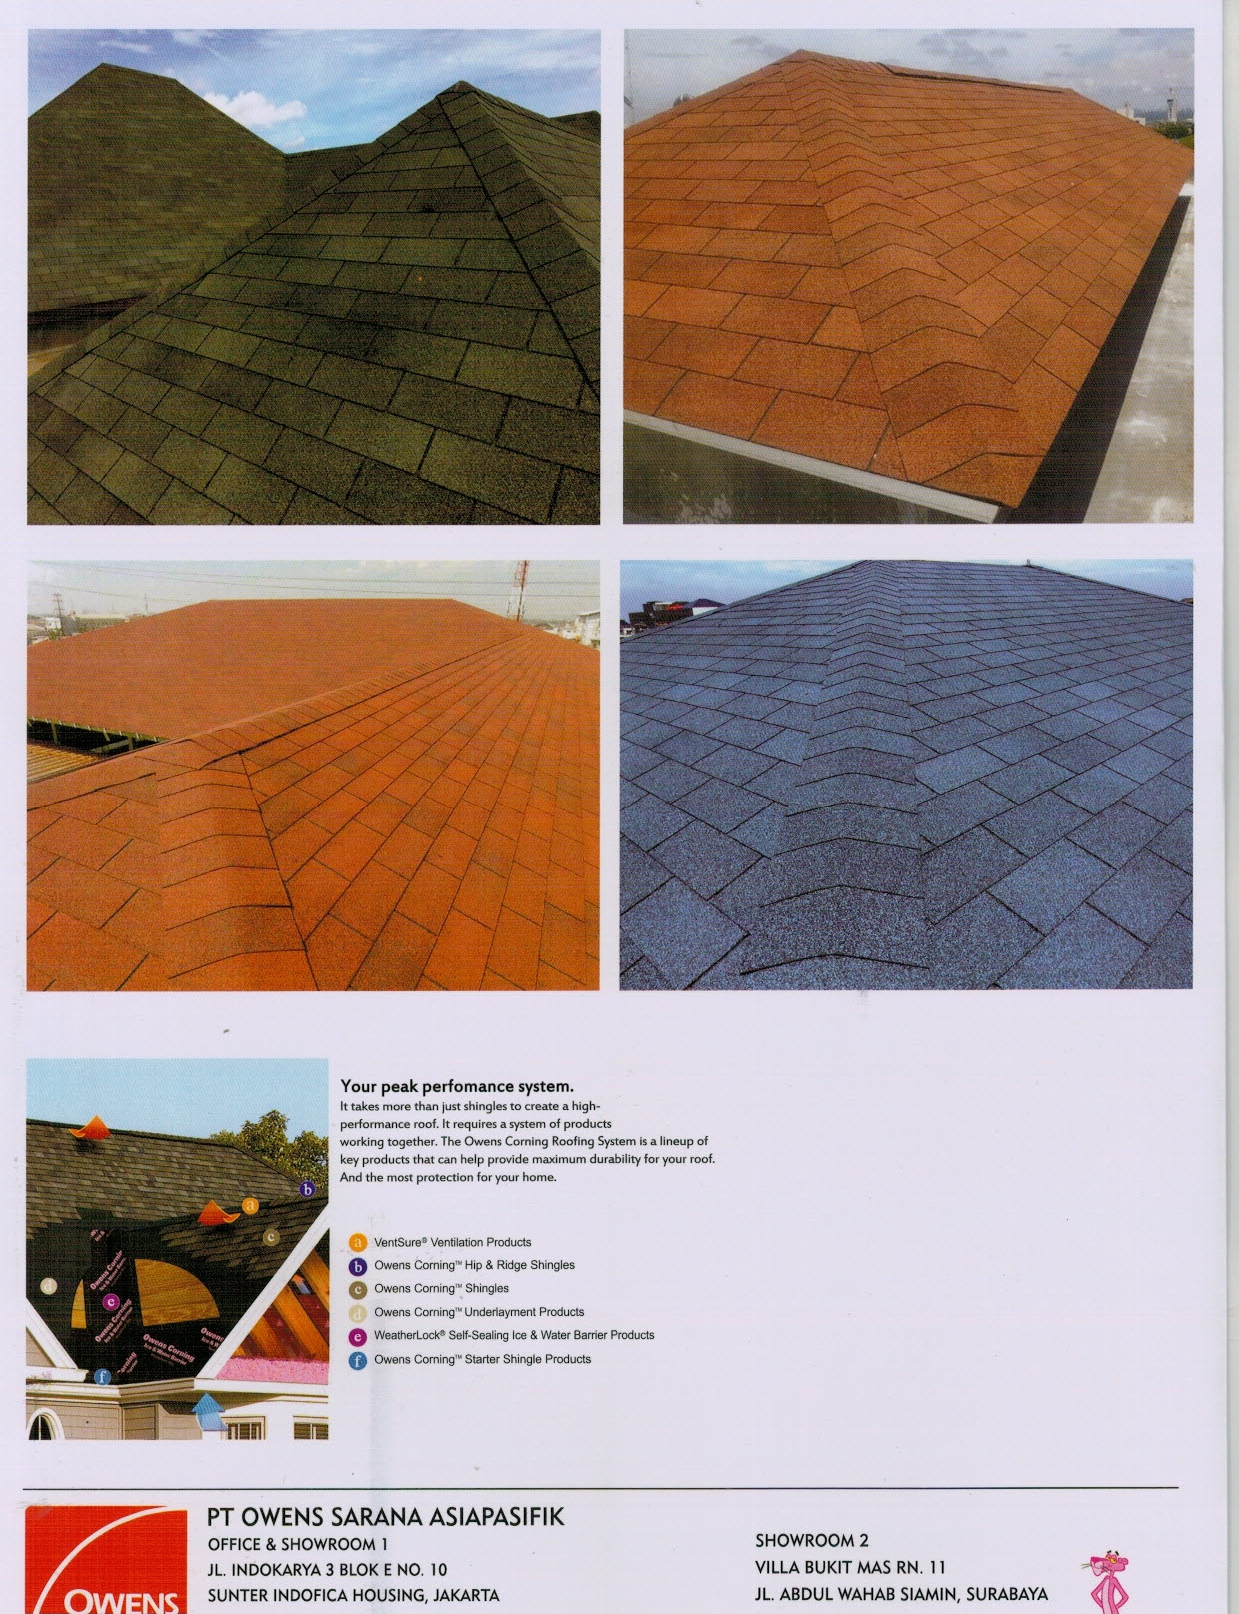 Your peak perfomance system.
It takes more than just shingles to create a high-
performance roof. It requires a system of products
working together. The Owens Corning Roofing System is a lineup of
key products that can help provide maximum durability for your roof.
And the most protection for your home.
a VentSure® Ventilation Products
b Owens Corning™ Hip & Ridge Shingles
c Owens Corning™ Shingles
d Owens Corning™ Underlayment Products
e WeatherLock® Self-Sealing Ice & Water Barrier Products
f Owens Corning™ Starter Shingle Products
b
a
c
d
e
f
Owens Corning
Ice & Water Barrier
OWENS
PT OWENS SARANA ASIAPASIFIK
OFFICE & SHOWROOM 1
JL. INDOKARYA 3 BLOK E NO. 10
SUNTER INDOFICA HOUSING, JAKARTA
SHOWROOM 2
VILLA BUKIT MAS RN. 11
JL. ABDUL WAHAB SIAMIN, SURABAYA